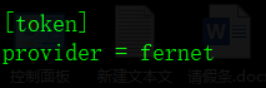 [token]
provider = fernet
控制面板
新建文本文
请假条.doc